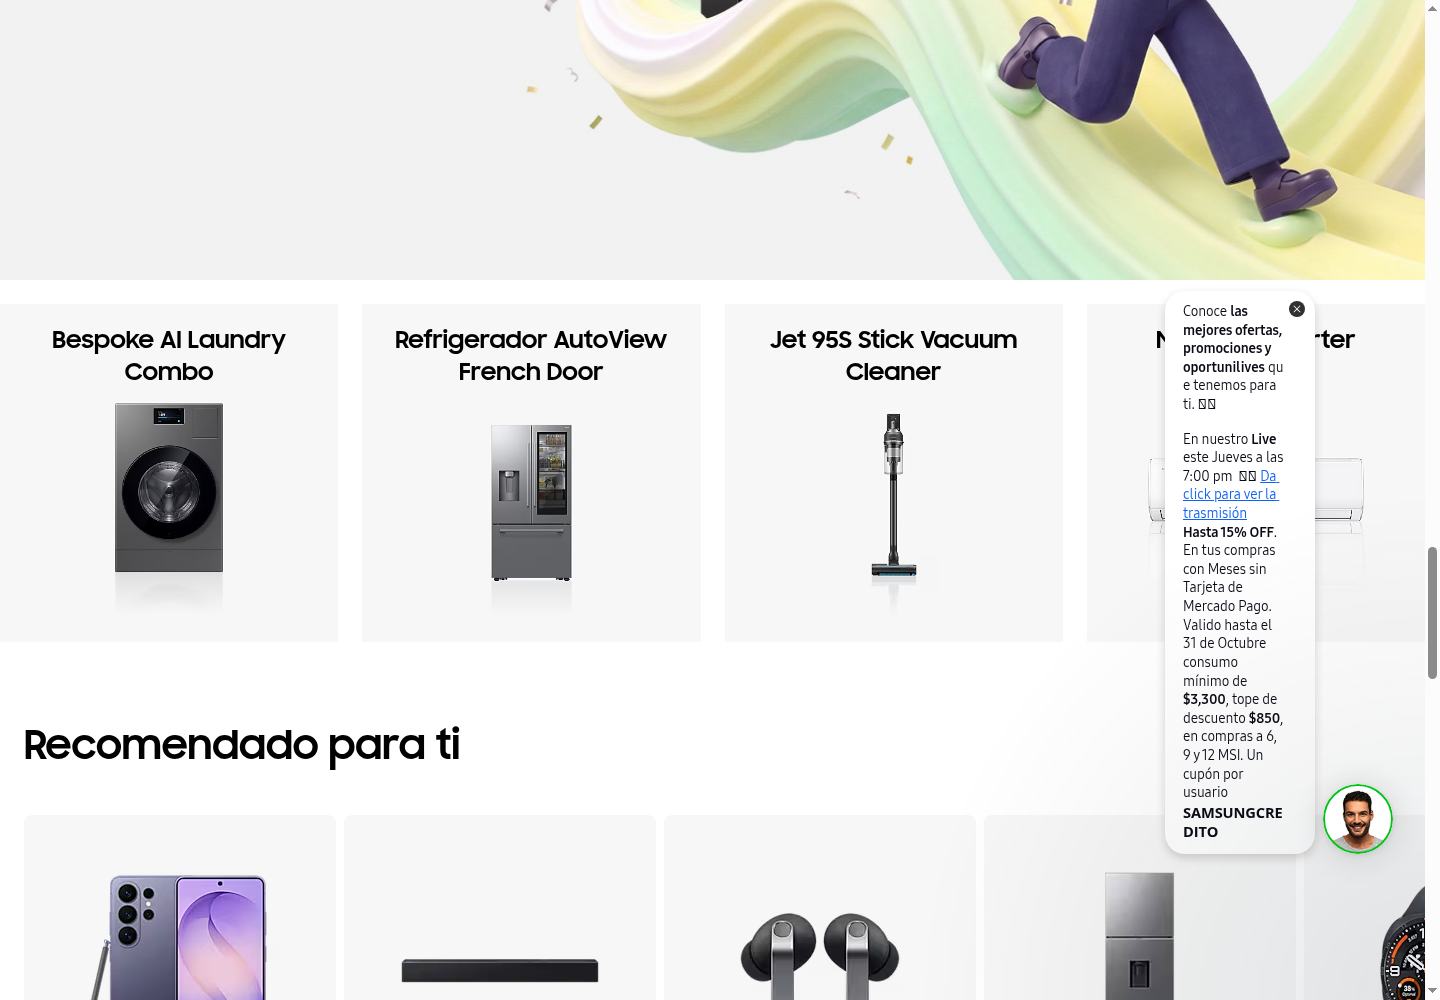 Bespoke AI Laundry
Combo
Refrigerador AutoView
French Door
Jet 95S Stick Vacuum
Cleaner
Conoce las
mejores ofertas,
promociones y
oportunilives qu
e tenemos para
ti.
En nuestro Live
este Jueves a las
7:00 pm Da
click para ver la
trasmisión
Hasta 15% OFF.
En tus compras
con Meses sin
Tarjeta de
Mercado Pago.
Valido hasta el
31 de Octubre
consumo
mínimo de
$3,300, tope de
descuento $850,
en compras a 6,
9 y 12 MSI. Un
cupón por
usuario
SAMSUNGCRE
DITO
Recomendado para ti